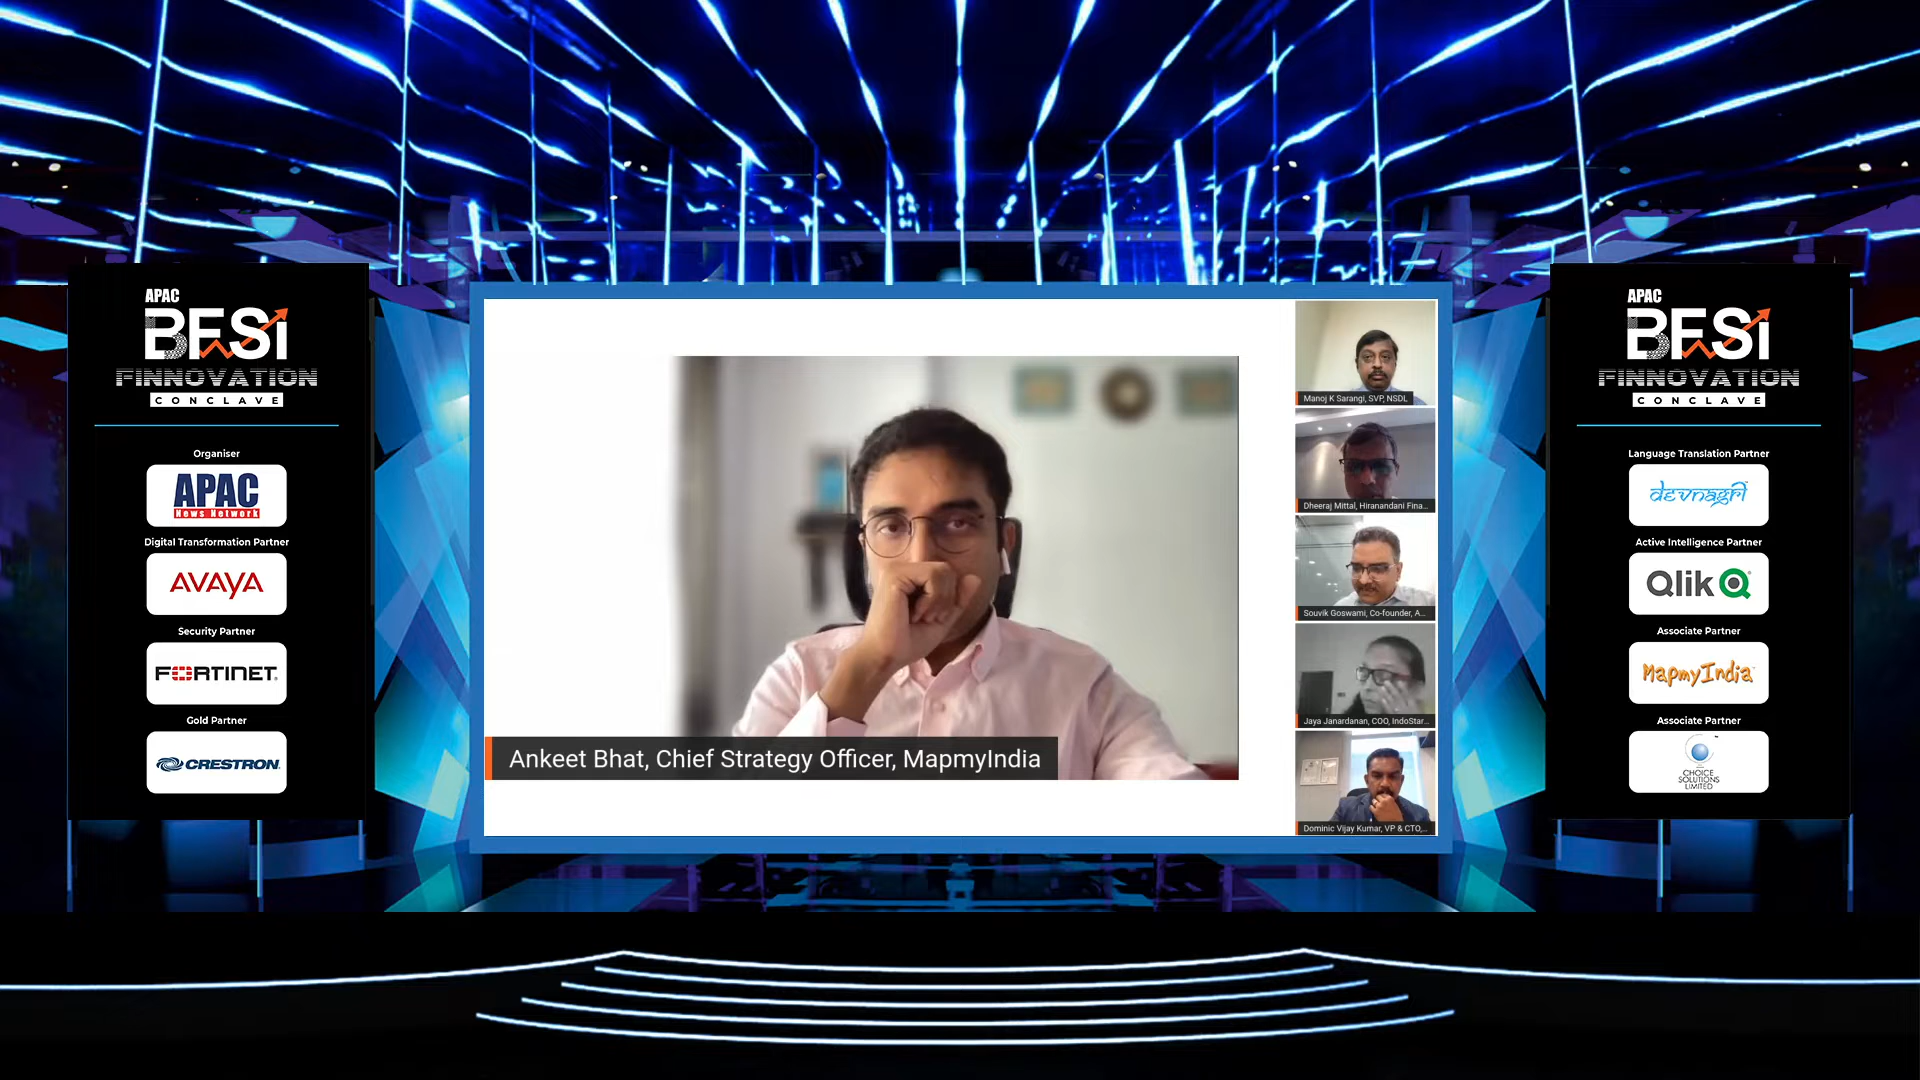 APAC
BFSI
FINNOVATION
CONCLAVE
Organiser
APAC
News Network
Digital Transformation Partner
AVAYA
Security Partner
FORTINET
Gold Partner
CRESTRON
Ankeet Bhat, Chief Strategy Officer, MapmyIndia
Manoj K Sarangi, SVP, NSDL
Dheeraj Mittal, Hiranandani Fina...
Souvik Goswami, Co-founder, A...
Jaya Janardanan, COO, IndoStar...
Dominic Vijay Kumar, VP & CTO,...
APAC
BFSI
FINNOVATION
CONCLAVE
Language Translation Partner
devnagri
Active Intelligence Partner
Qlik
Associate Partner
MapmyIndia
Associate Partner
CHOICE
SOLUTIONS
LIMITED